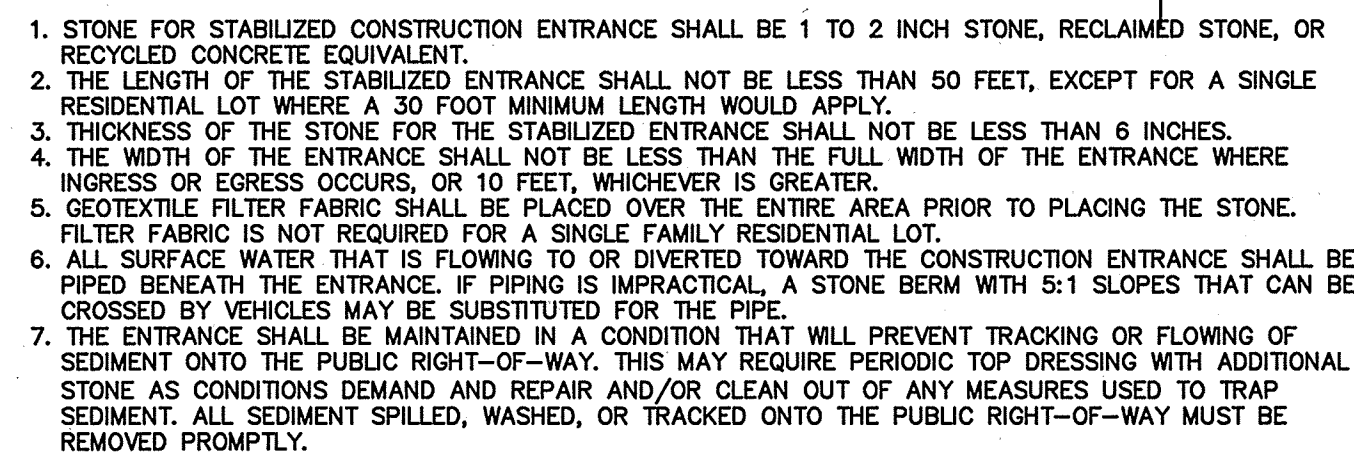 1. STONE FOR STABILIZED CONSTRUCTION ENTRANCE SHALL BE 1 TO 2 INCH STONE, RECLAIMED STONE, OR
RECYCLED CONCRETE EQUIVALENT.
2. THE LENGTH OF THE STABILIZED ENTRANCE SHALL NOT BE LESS THAN 50 FEET, EXCEPT FOR A SINGLE
RESIDENTIAL LOT WHERE A 30 FOOT MINIMUM LENGTH WOULD APPLY.
3. THICKNESS OF THE STONE FOR THE STABILIZED ENTRANCE SHALL NOT BE LESS THAN 6 INCHES.
4. THE WIDTH OF THE ENTRANCE SHALL NOT BE LESS THAN THE FULL WIDTH OF THE ENTRANCE WHERE
INGRESS OR EGRESS OCCURS, OR 10 FEET, WHICHEVER IS GREATER.
5. GEOTEXTILE FILTER FABRIC SHALL BE PLACED OVER THE ENTIRE AREA PRIOR TO PLACING THE STONE.
FILTER FABRIC IS NOT REQUIRED FOR A SINGLE FAMILY RESIDENTIAL LOT.
6. ALL SURFACE WATER THAT IS FLOWING TO OR DIVERTED TOWARD THE CONSTRUCTION ENTRANCE SHALL BE
PIPED BENEATH THE ENTRANCE. IF PIPING IS IMPRACTICAL, A STONE BERM WITH 5:1 SLOPES THAT CAN BE
CROSSED BY VEHICLES MAY BE SUBSTITUTED FOR THE PIPE.
7. THE ENTRANCE SHALL BE MAINTAINED IN A CONDITION THAT WILL PREVENT TRACKING OR FLOWING OF
SEDIMENT ONTO THE PUBLIC RIGHT-OF-WAY. THIS MAY REQUIRE PERIODIC TOP DRESSING WITH ADDITIONAL
STONE AS CONDITIONS DEMAND AND REPAIR AND/OR CLEAN OUT OF ANY MEASURES USED TO TRAP
SEDIMENT. ALL SEDIMENT SPILLED, WASHED, OR TRACKED ONTO THE PUBLIC RIGHT-OF-WAY MUST BE
REMOVED PROMPTLY.